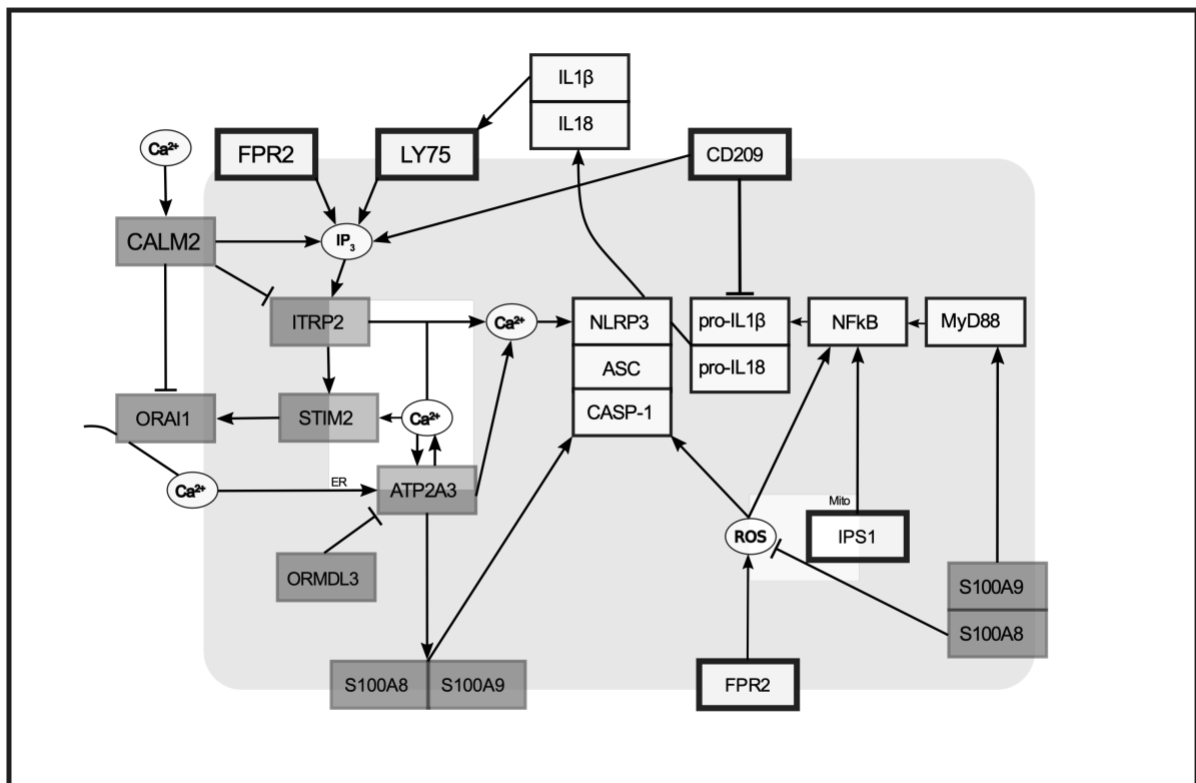 IL1β
IL18
Ca²⁺
FPR2
LY75
CD209
CALM2
IP₃
ITRP2
Ca²⁺
NLRP3
pro-IL1β
NFkB
MyD88
ASC
pro-IL18
ORAI1
STIM2
Ca²⁺
CASP-1
ER
Ca²⁺
ATP2A3
Mito
ROS
IPS1
ORMDL3
S100A9
S100A8
S100A8
S100A9
FPR2